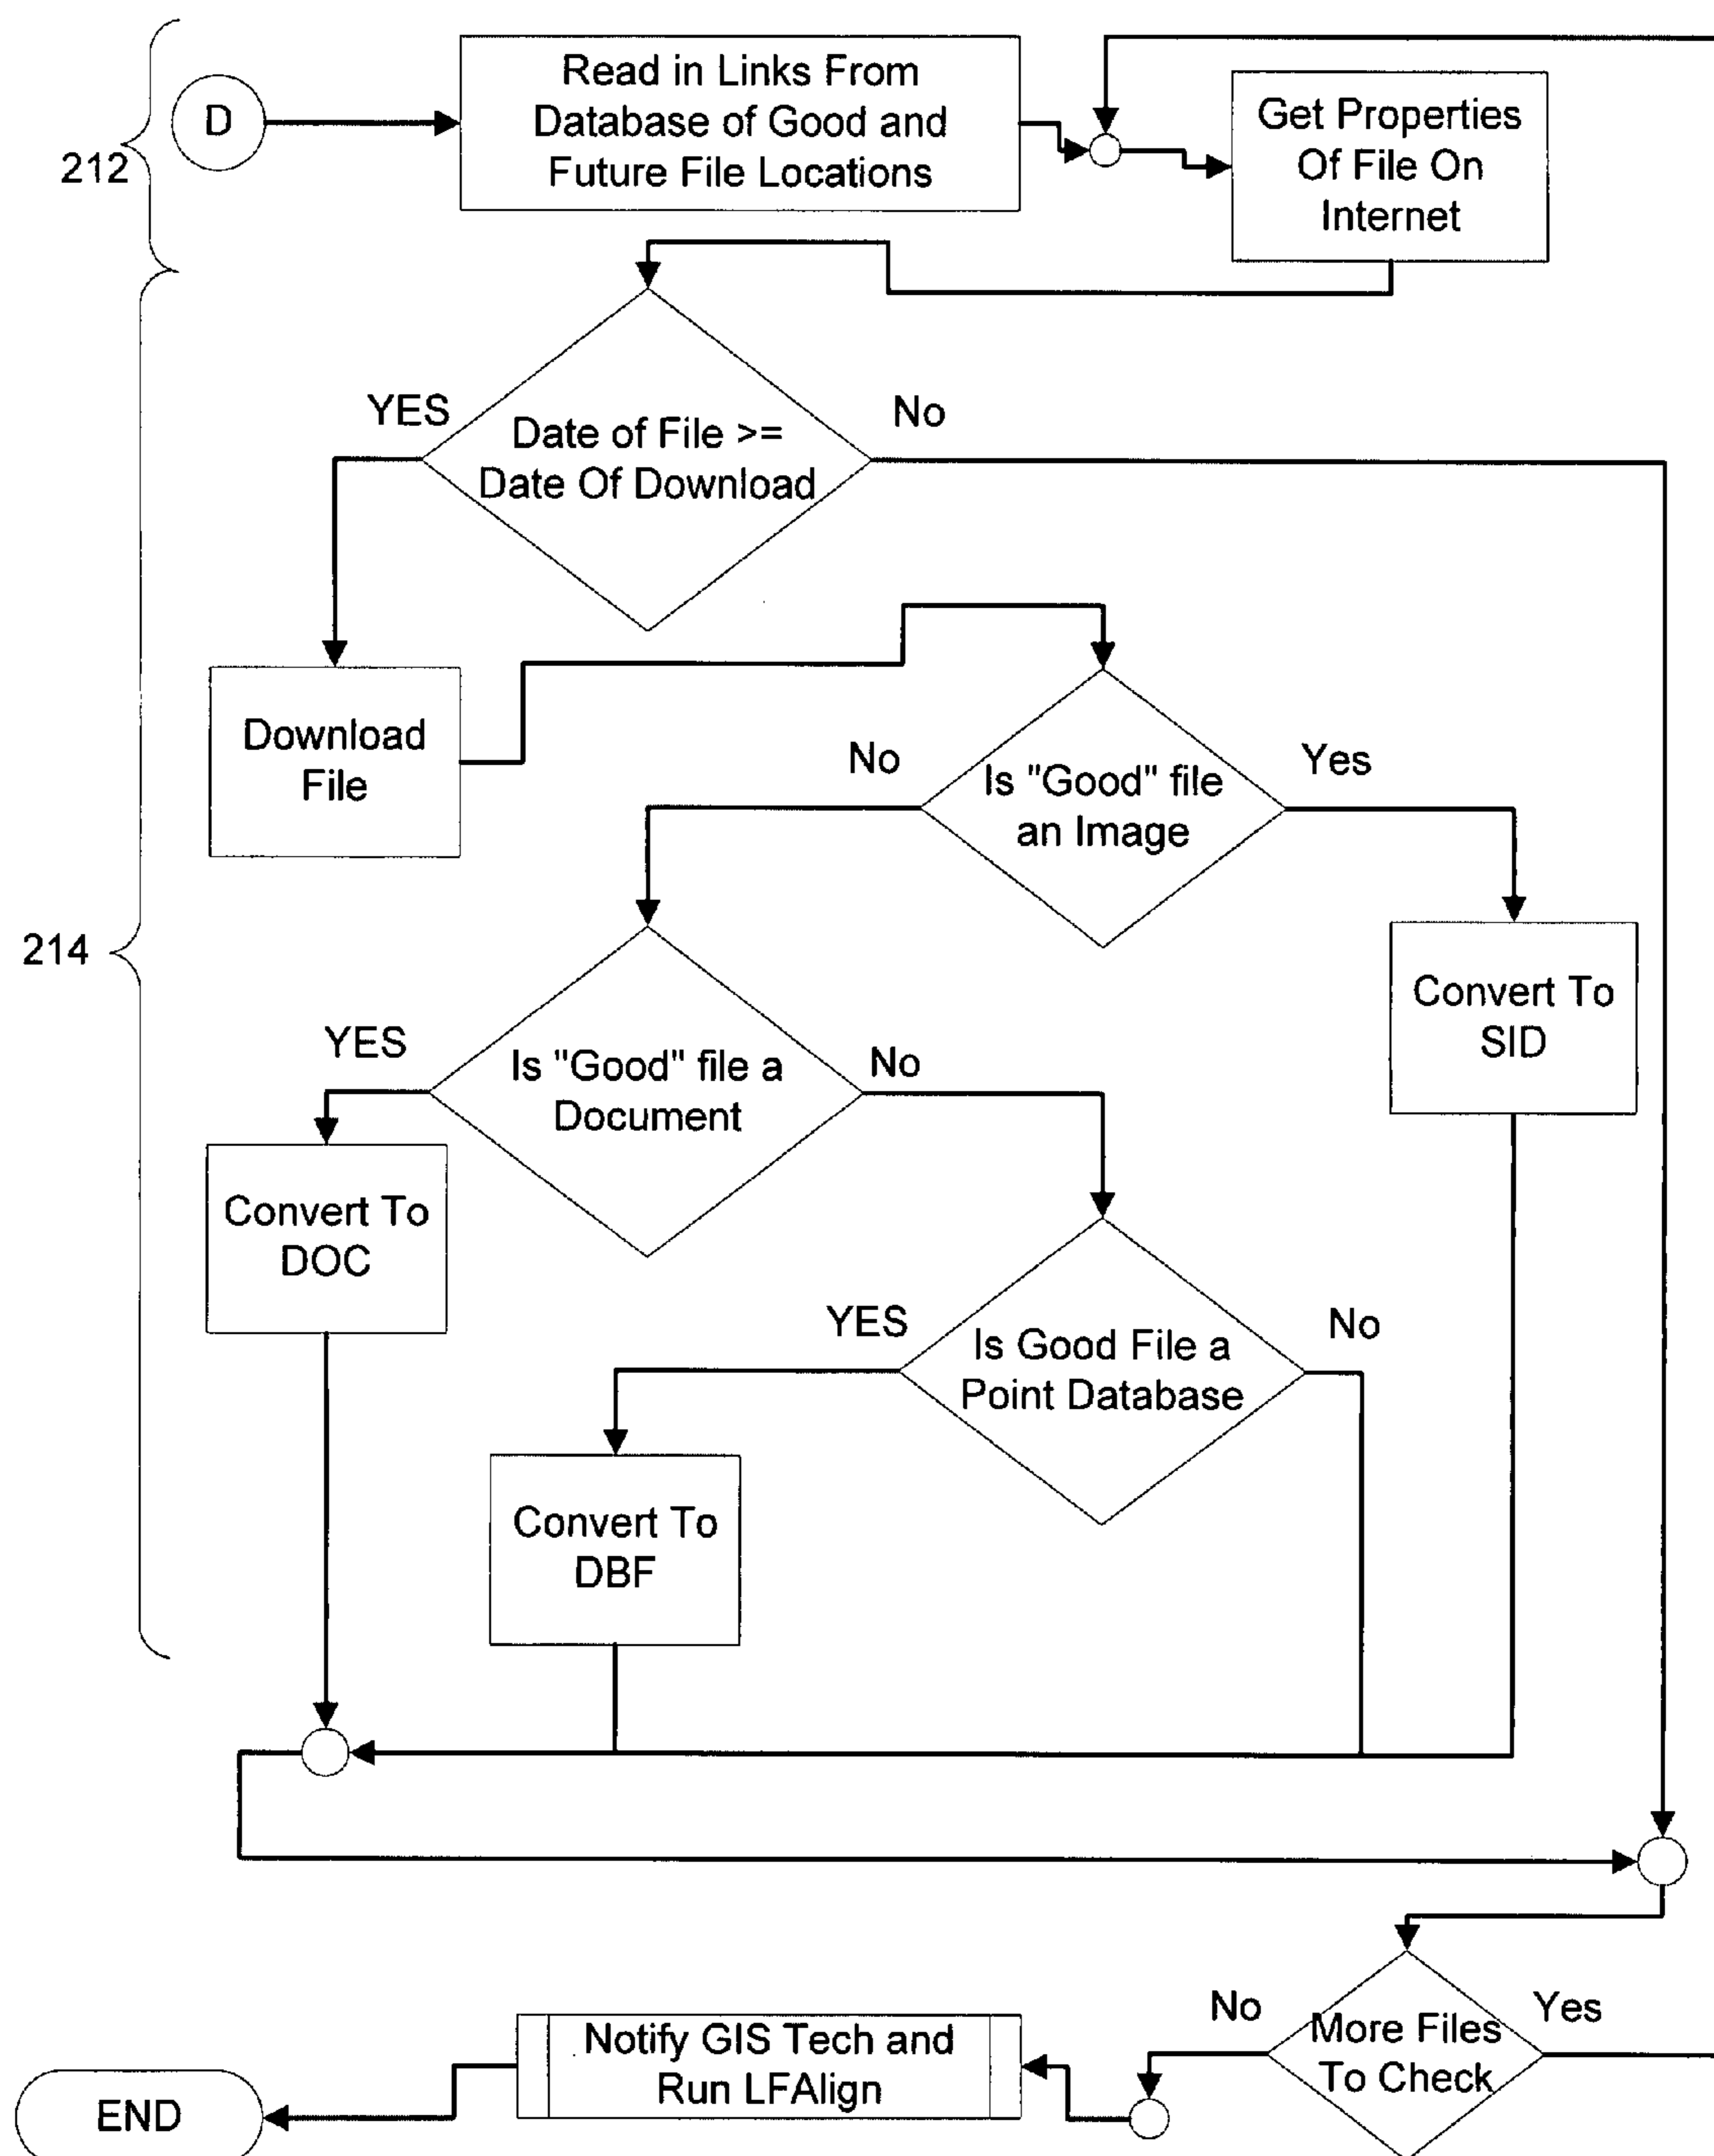 D
Read in Links From
Database of Good and
Future File Locations
Get Properties
Of File On
Internet
212
YES
No
Date of File >=
Date Of Download
Download
File
No
Yes
Is "Good" file
an Image
214
Convert To
SID
YES
No
Is "Good" file a
Document
Convert To
DOC
YES
No
Is Good File a
Point Database
Convert To
DBF
No
Yes
More Files
To Check
Notify GIS Tech and
Run LFAlign
END